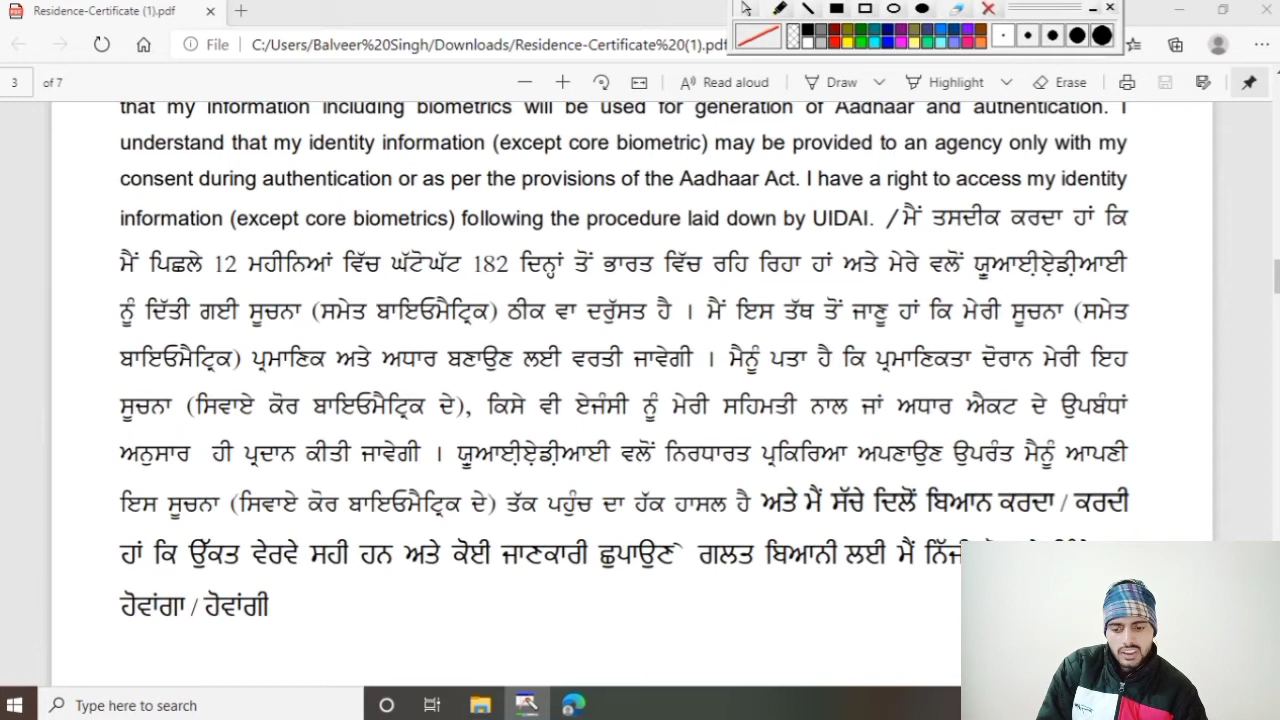 Residence-Certificate (1).pdf
File
C:/Users/Balveer%20Singh/Downloads/Residence-Certificate%20(1).pdf
3 of 7
Read aloud
Draw
Highlight
Erase
that my information including biometrics will be used for generation of Aadhaar and authentication. I
understand that my identity information (except core biometric) may be provided to an agency only with my
consent during authentication or as per the provisions of the Aadhaar Act. I have a right to access my identity
information (except core biometrics) following the procedure laid down by UIDAI. /ਮੈਂ ਤਸਦੀਕ ਕਰਦਾ ਹਾਂ ਕਿ
ਮੈਂ ਪਿਛਲੇ 12 ਮਹੀਨਿਆਂ ਵਿੱਚ ਘੱਟੋਘੱਟ 182 ਦਿਨ੍ਹਾਂ ਤੋਂ ਭਾਰਤ ਵਿੱਚ ਰਹਿ ਰਿਹਾ ਹਾਂ ਅਤੇ ਮੇਰੇ ਵਲੋਂ ਯੂਆਈ.ਏ.ਡੀ.ਆਈ
ਨੂੰ ਦਿੱਤੀ ਗਈ ਸੂਚਨਾ (ਸਮੇਤ ਬਾਇਓਮੈਟ੍ਰਿਕ) ਠੀਕ ਵਾ ਦਰੁੱਸਤ ਹੈ । ਮੈਂ ਇਸ ਤੱਥ ਤੋਂ ਜਾਣੂ ਹਾਂ ਕਿ ਮੇਰੀ ਸੂਚਨਾ (ਸਮੇਤ
ਬਾਇਓਮੈਟ੍ਰਿਕ) ਪ੍ਰਮਾਣਿਕ ਅਤੇ ਅਧਾਰ ਬਣਾਉਣ ਲਈ ਵਰਤੀ ਜਾਵੇਗੀ । ਮੈਨੂੰ ਪਤਾ ਹੈ ਕਿ ਪ੍ਰਮਾਣਿਕਤਾ ਦੋਰਾਨ ਮੇਰੀ ਇਹ
ਸੂਚਨਾ (ਸਿਵਾਏ ਕੋਰ ਬਾਇਓਮੈਟ੍ਰਿਕ ਦੇ), ਕਿਸੇ ਵੀ ਏਜੰਸੀ ਨੂੰ ਮੇਰੀ ਸਹਿਮਤੀ ਨਾਲ ਜਾਂ ਅਧਾਰ ਐਕਟ ਦੇ ਉਪਬੰਧਾਂ
ਅਨੁਸਾਰ ਹੀ ਪ੍ਰਦਾਨ ਕੀਤੀ ਜਾਵੇਗੀ । ਯੂਆਈ.ਏ.ਡੀ.ਆਈ ਵਲੋਂ ਨਿਰਧਾਰਤ ਪ੍ਰਕਿਰਿਆ ਅਪਣਾਉਣ ਉਪਰੰਤ ਮੈਨੂੰ ਆਪਣੀ
ਇਸ ਸੂਚਨਾ (ਸਿਵਾਏ ਕੋਰ ਬਾਇਓਮੈਟ੍ਰਿਕ ਦੇ) ਤੱਕ ਪਹੁੰਚ ਦਾ ਹੱਕ ਹਾਸਲ ਹੈ ਅਤੇ ਮੈਂ ਸੱਚੇ ਦਿਲੋਂ ਬਿਆਨ ਕਰਦਾ / ਕਰਦੀ
ਹਾਂ ਕਿ ਉੱਕਤ ਵੇਰਵੇ ਸਹੀ ਹਨ ਅਤੇ ਕੋਈ ਜਾਣਕਾਰੀ ਛੁਪਾਉਣ` ਗਲਤ ਬਿਆਨੀ ਲਈ ਮੈਂ
ਹੋਵਾਂਗਾ / ਹੋਵਾਂਗੀ
Type here to search